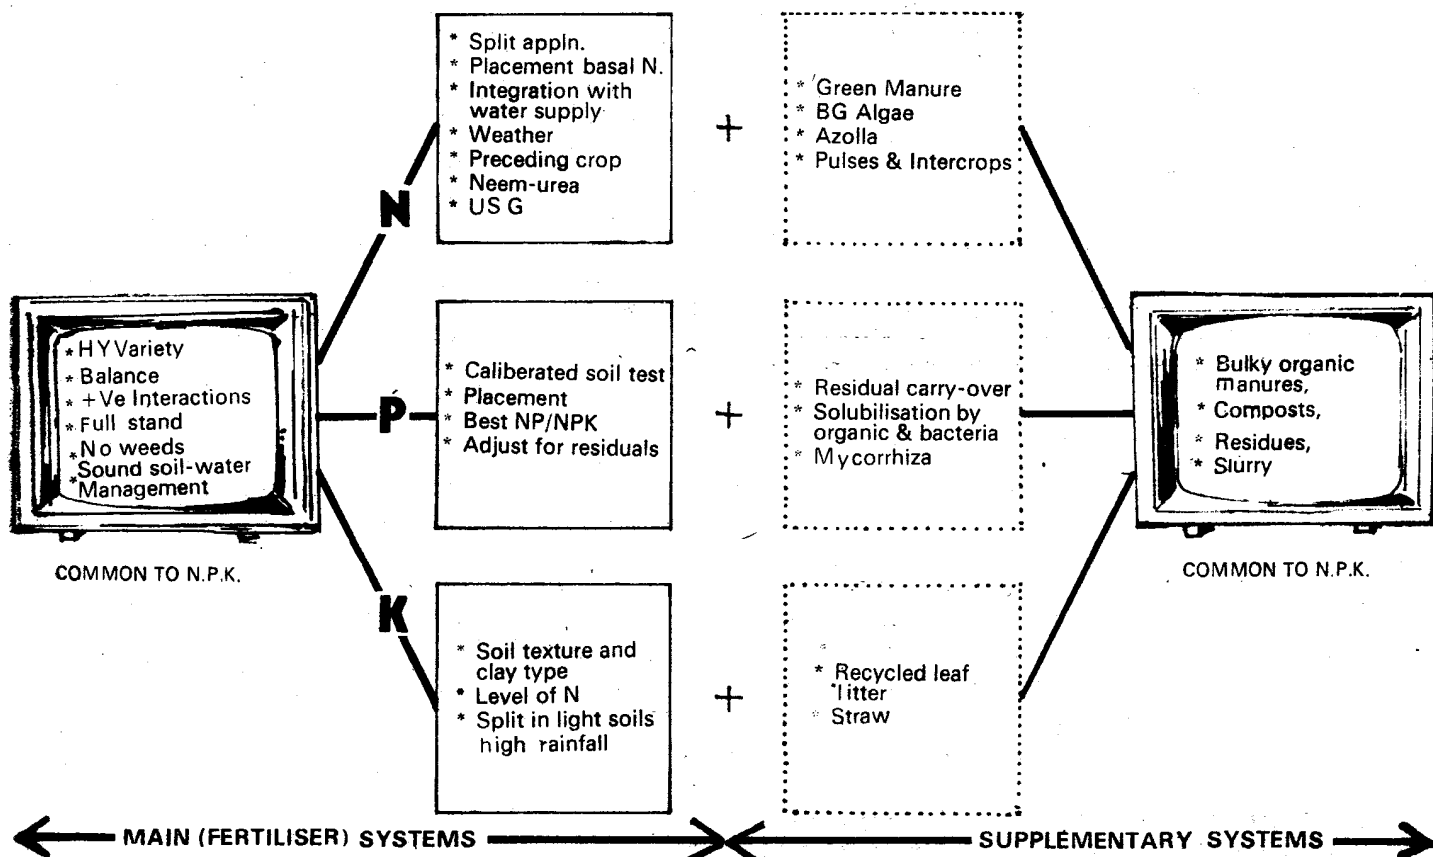 * Split appln.
* Placement basal N.
* Integration with
water supply
* Weather
* Preceding crop
* Neem-urea
* US G
+
* Green Manure
* BG Algae
* Azolla
* Pulses & Intercrops
N
* HY Variety
* Balance
* +Ve Interactions
* Full stand
* No weeds
* Sound soil-water
Management
COMMON TO N.P.K.
P
* Caliberated soil test
* Placement
* Best NP/NPK
* Adjust for residuals
+
* Residual carry-over
* Solubilisation by
organic & bacteria
* Mycorrhiza
* Bulky organic
manures,
* Composts,
* Residues,
* Slurry
COMMON TO N.P.K.
K
* Soil texture and
clay type
* Level of N
* Split in light soils
high rainfall
+
* Recycled leaf
litter
* Straw
MAIN (FERTILISER) SYSTEMS
SUPPLEMENTARY SYSTEMS